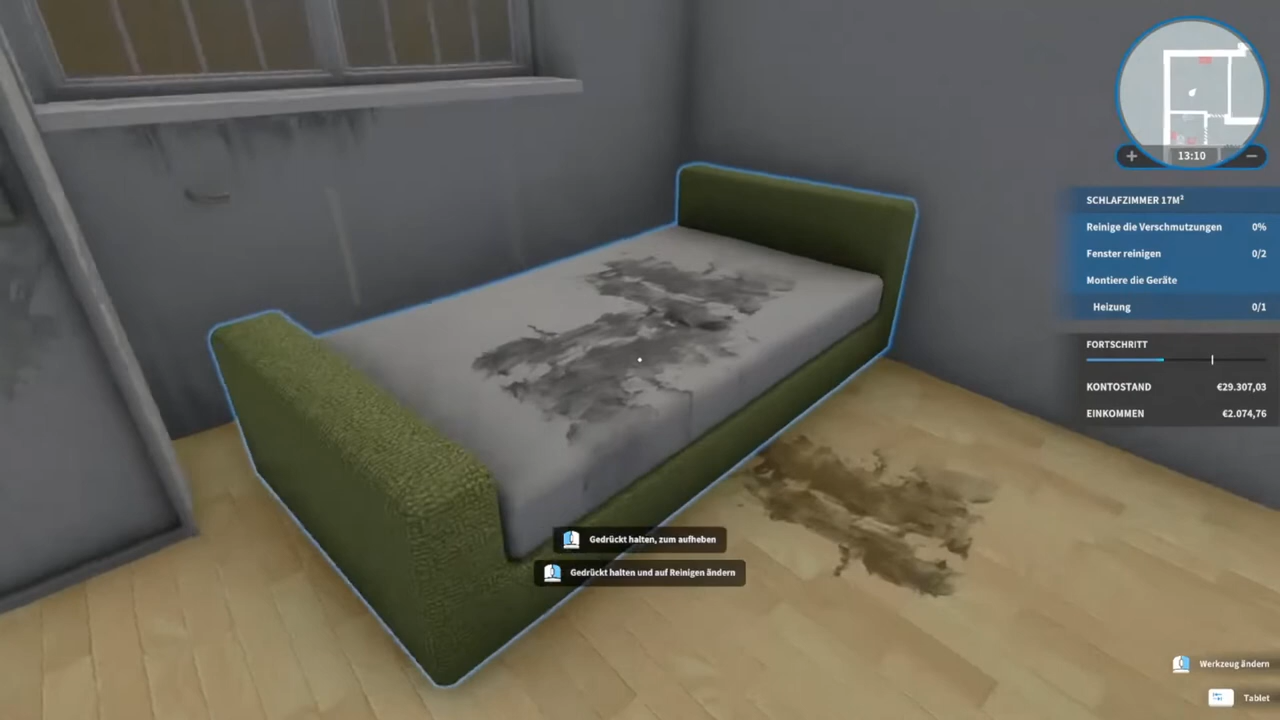 + 13:10 −
SCHLAFZIMMER 17M²
Reinige die Verschmutzungen 0%
Fenster reinigen 0/2
Montiere die Geräte
Heizung 0/1
FORTSCHRITT
KONTOSTAND €29.307,03
EINKOMMEN €2.074,76
Gedrückt halten, zum aufheben
Gedrückt halten und auf Reinigen ändern
Werkzeug ändern
Tablet